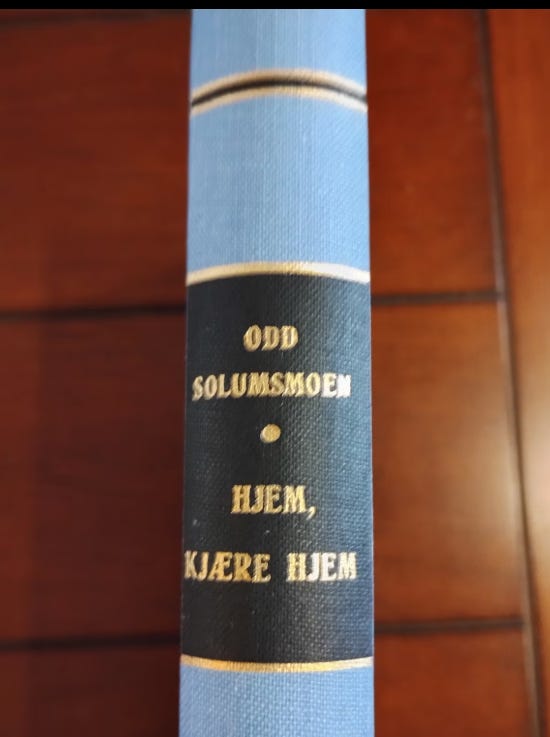 ODD
SOLUMSMOEN
•
HJEM,
KJÆRE HJEM